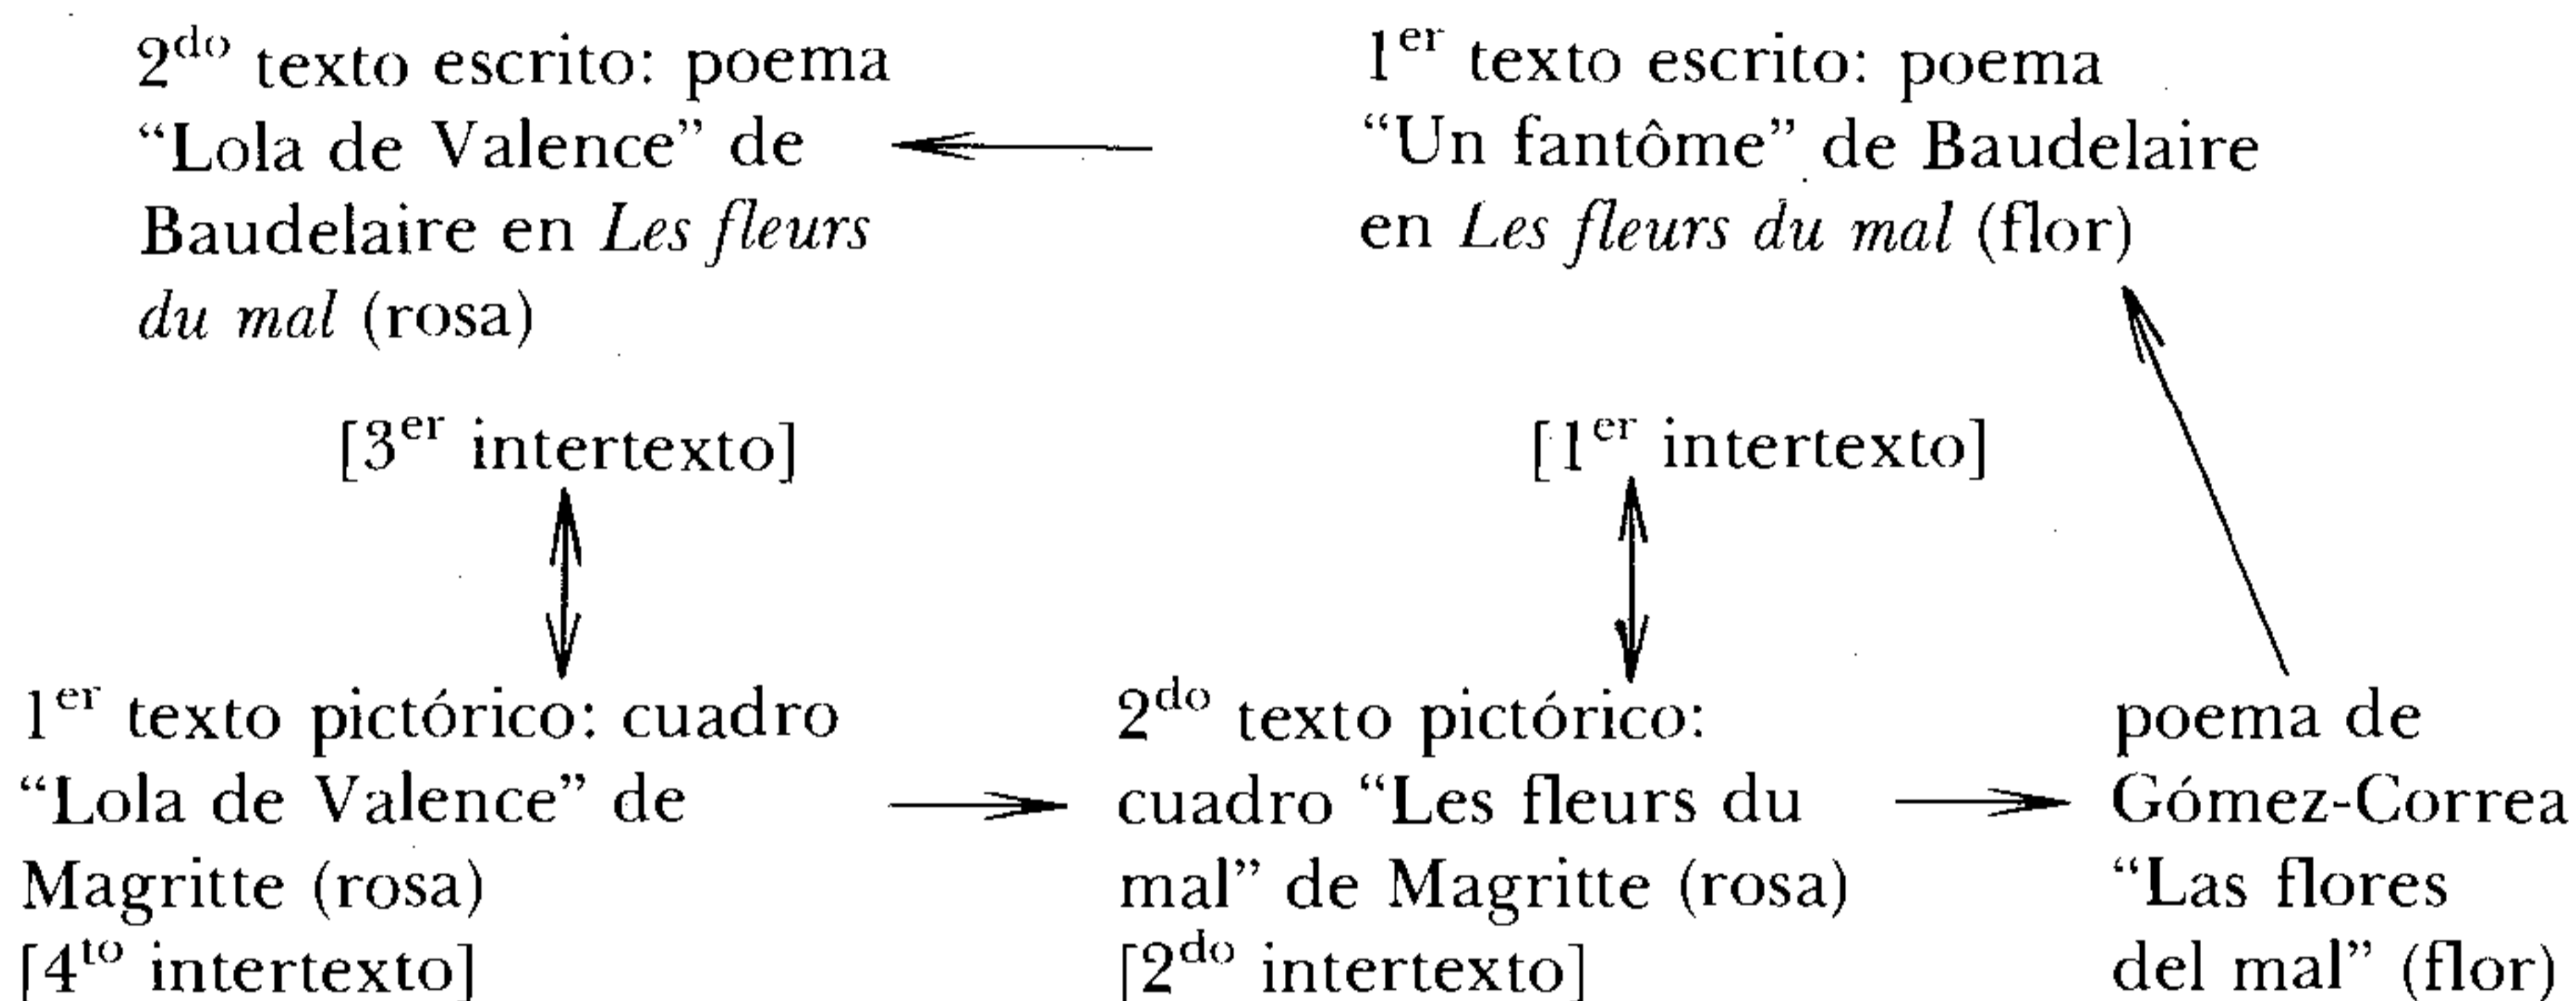 2do texto escrito: poema
“Lola de Valence” de
Baudelaire en Les fleurs
du mal (rosa)
1er texto escrito: poema
“Un fantôme” de Baudelaire
en Les fleurs du mal (flor)
[3er intertexto]
[1er intertexto]
1er texto pictórico: cuadro
“Lola de Valence” de
Magritte (rosa)
[4to intertexto]
2do texto pictórico:
cuadro “Les fleurs du
mal” de Magritte (rosa)
[2do intertexto]
poema de
Gómez-Correa
“Las flores
del mal” (flor)